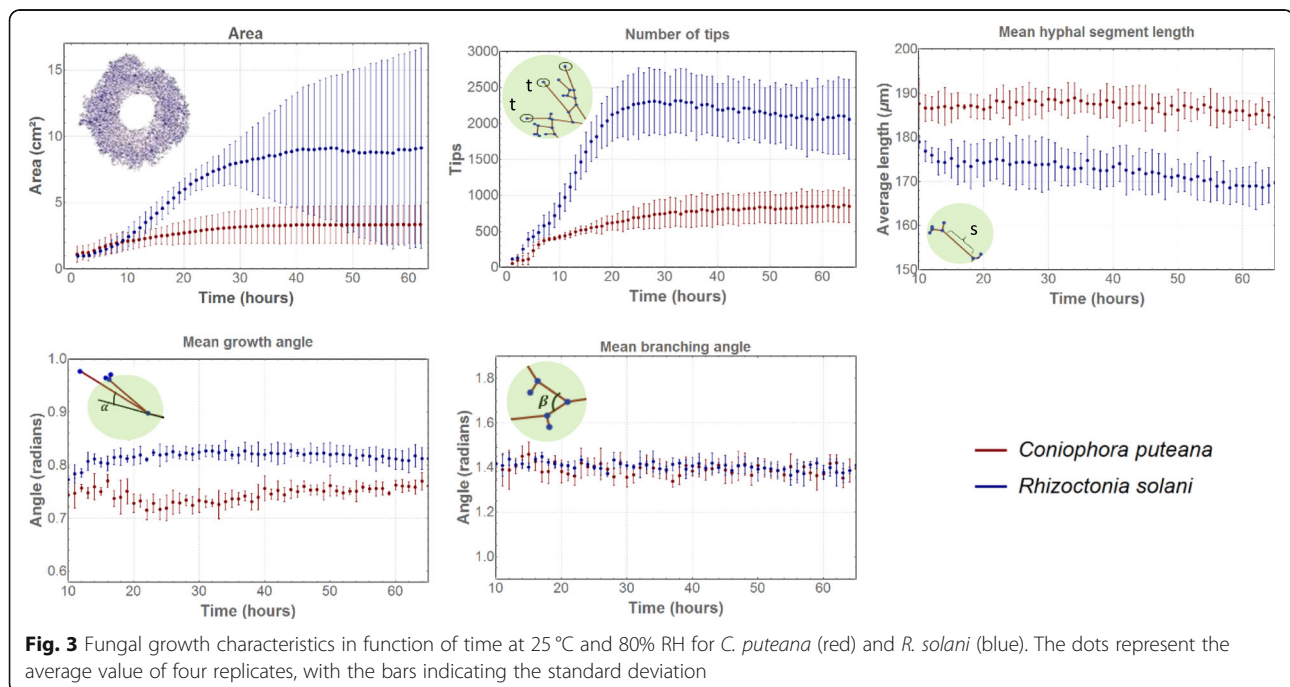 Area
Area (cm²)
15
10
5
0
0
10
20
30
40
50
60
Time (hours)
Number of tips
Tips
3000
2500
2000
1500
1000
500
0
t
t
0
10
20
30
40
50
60
Time (hours)
Mean hyphal segment length
Average length (µm)
200
190
180
170
160
150
s
10
20
30
40
50
60
Time (hours)
Mean growth angle
Angle (radians)
1.0
0.9
0.8
0.7
0.6
α
10
20
30
40
50
60
Time (hours)
Mean branching angle
Angle (radians)
1.8
1.6
1.4
1.2
1.0
β
10
20
30
40
50
60
Time (hours)
Coniophora puteana
Rhizoctonia solani
Fig. 3 Fungal growth characteristics in function of time at 25 °C and 80% RH for C. puteana (red) and R. solani (blue). The dots represent the
average value of four replicates, with the bars indicating the standard deviation